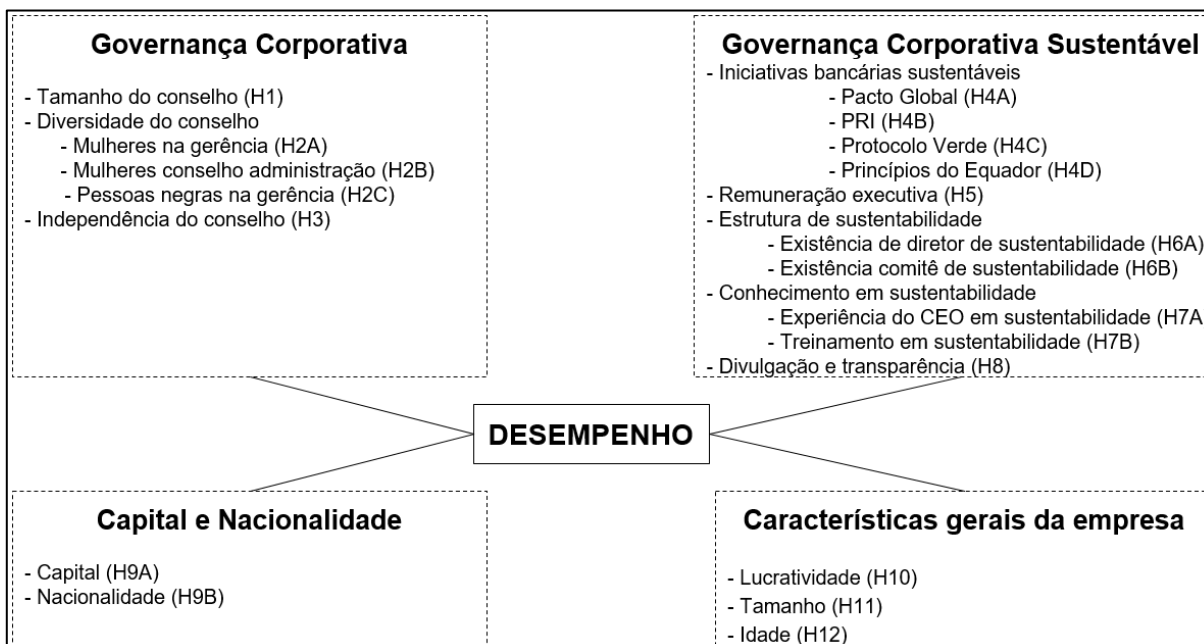 Governança Corporativa
- Tamanho do conselho (H1)
- Diversidade do conselho
- Mulheres na gerência (H2A)
- Mulheres conselho administração (H2B)
- Pessoas negras na gerência (H2C)
- Independência do conselho (H3)
Governança Corporativa Sustentável
- Iniciativas bancárias sustentáveis
- Pacto Global (H4A)
- PRI (H4B)
- Protocolo Verde (H4C)
- Princípios do Equador (H4D)
- Remuneração executiva (H5)
- Estrutura de sustentabilidade
- Existência de diretor de sustentabilidade (H6A)
- Existência comitê de sustentabilidade (H6B)
- Conhecimento em sustentabilidade
- Experiência do CEO em sustentabilidade (H7A
- Treinamento em sustentabilidade (H7B)
- Divulgação e transparência (H8)
DESEMPENHO
Capital e Nacionalidade
- Capital (H9A)
- Nacionalidade (H9B)
Características gerais da empresa
- Lucratividade (H10)
- Tamanho (H11)
- Idade (H12)